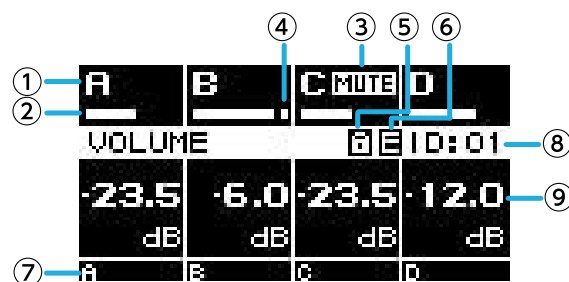 ④ ③ ⑤ ⑥
① A B C MUTE D
②
VOLUME E ID:01 ⑧
-23.5 -6.0 -23.5 -12.0 ⑨
dB dB dB dB
⑦ A B C D